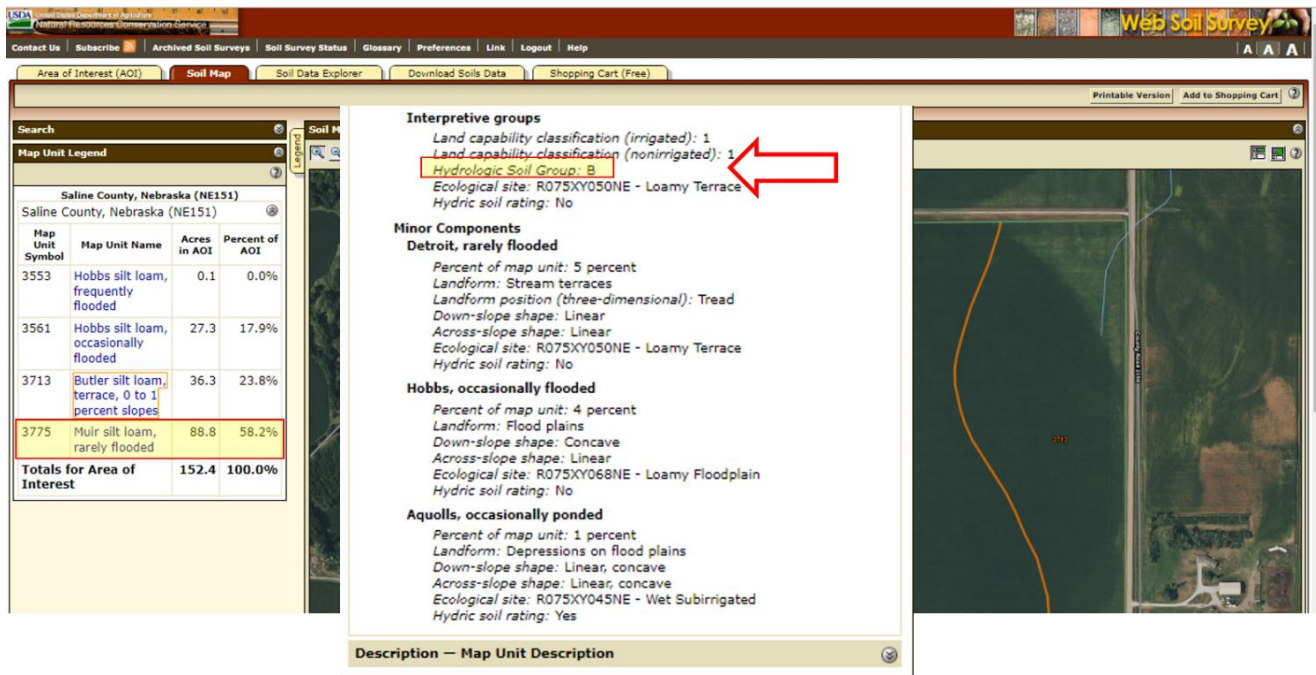 USDA United States Department of Agriculture
Natural Resources Conservation Service
Web Soil Survey
Contact Us Subscribe Archived Soil Surveys Soil Survey Status Glossary Preferences Link Logout Help
A A A
Area of Interest (AOI) Soil Map Soil Data Explorer Download Soils Data Shopping Cart (Free)
Printable Version Add to Shopping Cart
Search
Map Unit Legend
Saline County, Nebraska (NE151)
Saline County, Nebraska (NE151)
Map Unit Symbol Map Unit Name Acres in AOI Percent of AOI
3553 Hobbs silt loam, frequently flooded 0.1 0.0%
3561 Hobbs silt loam, occasionally flooded 27.3 17.9%
3713 Butler silt loam, terrace, 0 to 1 percent slopes 36.3 23.8%
3775 Muir silt loam, rarely flooded 88.8 58.2%
Totals for Area of Interest 152.4 100.0%
Legend
Soil M
Interpretive groups
Land capability classification (irrigated): 1
Land capability classification (nonirrigated): 1
Hydrologic Soil Group: B
Ecological site: R075XY050NE - Loamy Terrace
Hydric soil rating: No
Minor Components
Detroit, rarely flooded
Percent of map unit: 5 percent
Landform: Stream terraces
Landform position (three-dimensional): Tread
Down-slope shape: Linear
Across-slope shape: Linear
Ecological site: R075XY050NE - Loamy Terrace
Hydric soil rating: No
Hobbs, occasionally flooded
Percent of map unit: 4 percent
Landform: Flood plains
Down-slope shape: Concave
Across-slope shape: Linear
Ecological site: R075XY068NE - Loamy Floodplain
Hydric soil rating: No
Aquolls, occasionally ponded
Percent of map unit: 1 percent
Landform: Depressions on flood plains
Down-slope shape: Linear, concave
Across-slope shape: Linear, concave
Ecological site: R075XY045NE - Wet Subirrigated
Hydric soil rating: Yes
Description — Map Unit Description
3713